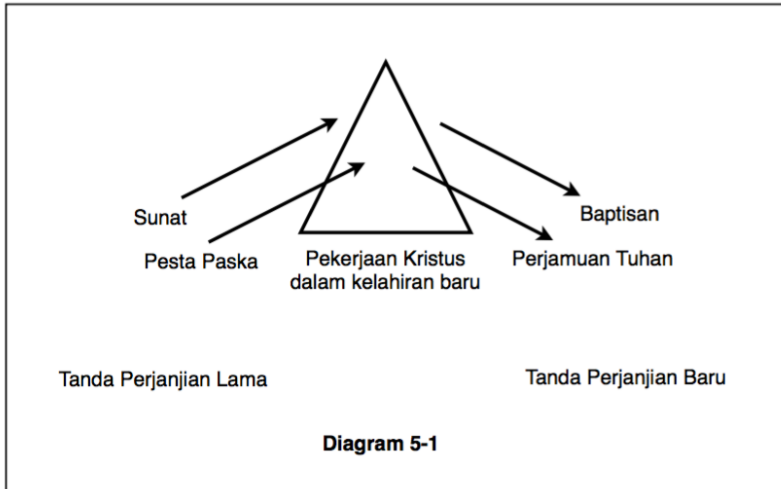 Sunat
Baptisan
Pesta Paska
Pekerjaan Kristus
dalam kelahiran baru
Perjamuan Tuhan
Tanda Perjanjian Lama
Tanda Perjanjian Baru
Diagram 5-1